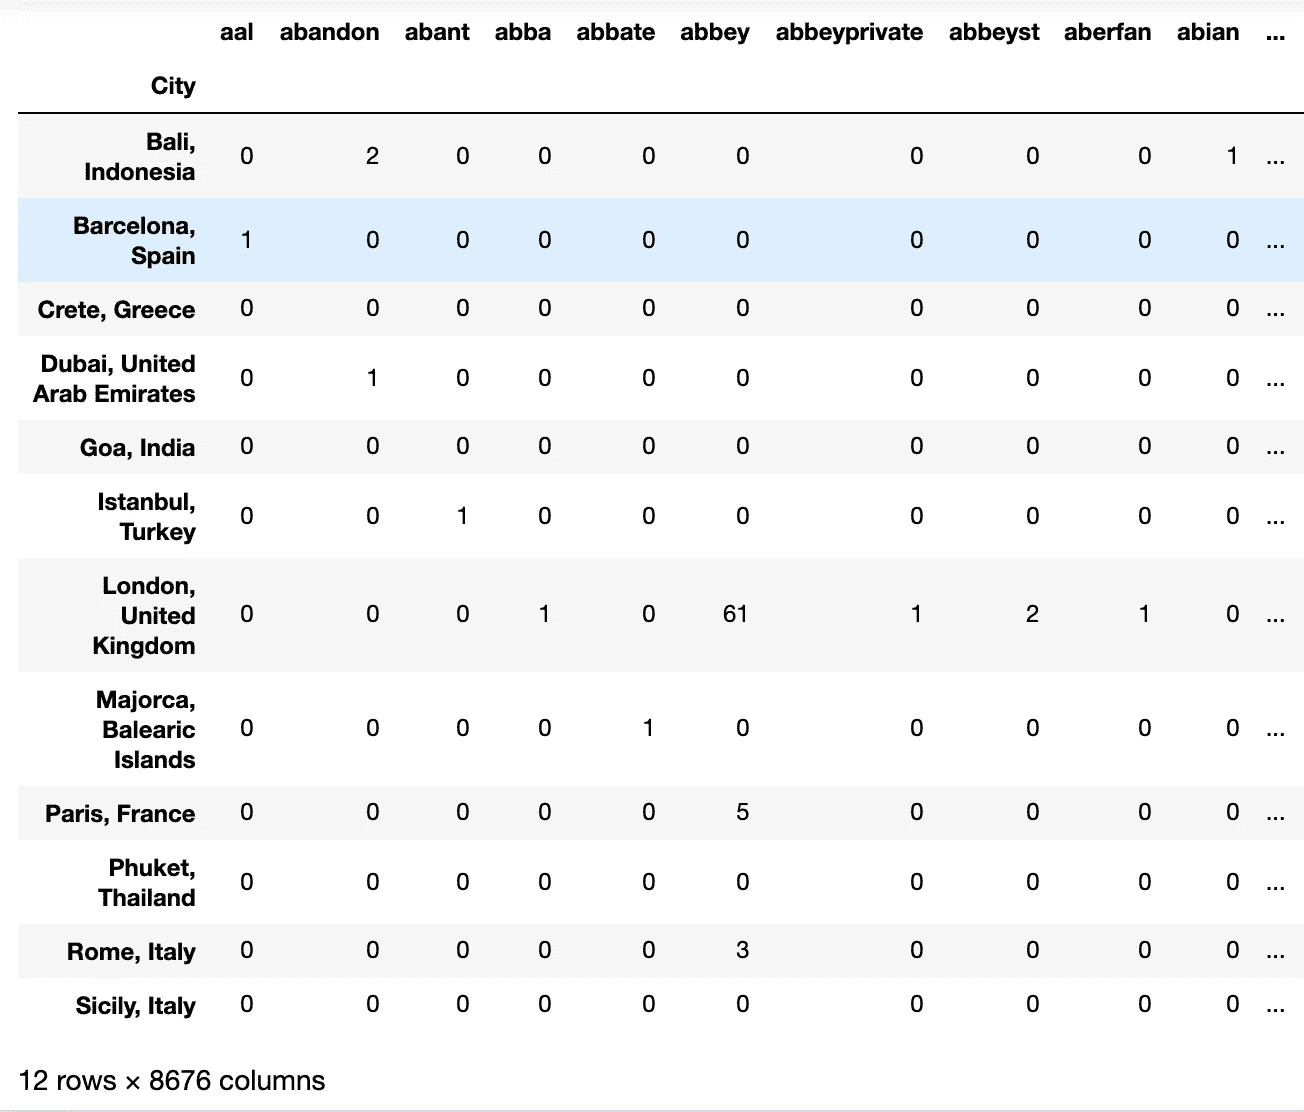 aal abandon abant abba abbate abbey abbeyprivate abbeyst aberfan abian ...
City
Bali,
Indonesia 0 2 0 0 0 0 0 0 0 1 ...
Barcelona,
Spain 1 0 0 0 0 0 0 0 0 0 ...
Crete, Greece 0 0 0 0 0 0 0 0 0 0 ...
Dubai, United
Arab Emirates 0 1 0 0 0 0 0 0 0 0 ...
Goa, India 0 0 0 0 0 0 0 0 0 0 ...
Istanbul,
Turkey 0 0 1 0 0 0 0 0 0 0 ...
London,
United 0 0 0 1 0 61 1 2 1 0 ...
Kingdom
Majorca,
Balearic 0 0 0 0 1 0 0 0 0 0 ...
Islands
Paris, France 0 0 0 0 0 5 0 0 0 0 ...
Phuket,
Thailand 0 0 0 0 0 0 0 0 0 0 ...
Rome, Italy 0 0 0 0 0 3 0 0 0 0 ...
Sicily, Italy 0 0 0 0 0 0 0 0 0 0 ...
12 rows × 8676 columns